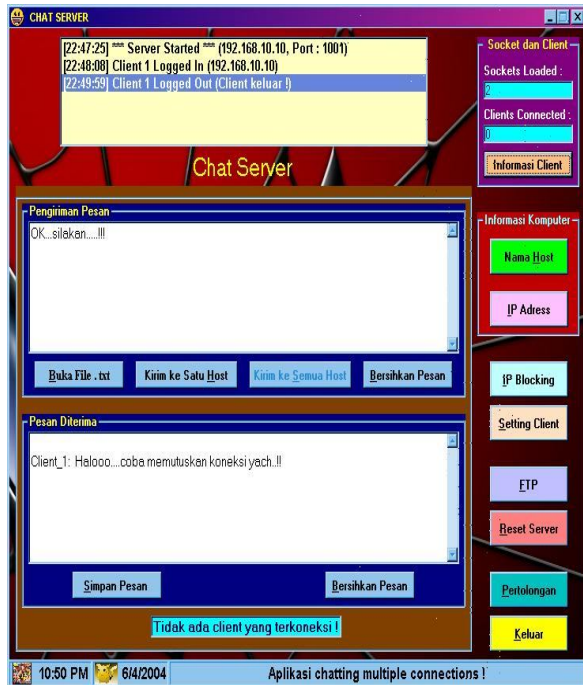 CHAT SERVER
[22:47:25] *** Server Started *** (192.168.10.10, Port : 1001)
[22:48:08] Client 1 Logged In (192.168.10.10)
[22:49:59] Client 1 Logged Out (Client keluar !)
Socket dan Client
Sockets Loaded :
2
Clients Connected :
0
Informasi Client
Chat Server
Pengiriman Pesan
OK...silakan.....!!!
Buka File .txt
Kirim ke Satu Host
Kirim ke Semua Host
Bersihkan Pesan
Informasi Komputer
Nama Host
IP Adress
IP Blocking
Setting Client
Pesan Diterima
Client_1: Halooo....coba memutuskan koneksi yach..!!
Simpan Pesan
Bersihkan Pesan
FTP
Reset Server
Pertolongan
Keluar
Tidak ada client yang terkoneksi !
10:50 PM
6/4/2004
Aplikasi chatting multiple connections !